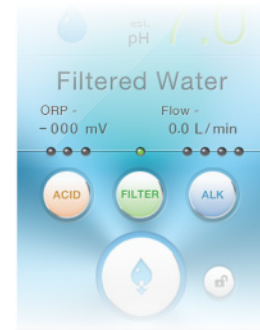 est.
pH 7.0
Filtered Water
ORP - Flow -
-000 mV 0.0 L/min
ACID FILTER ALK